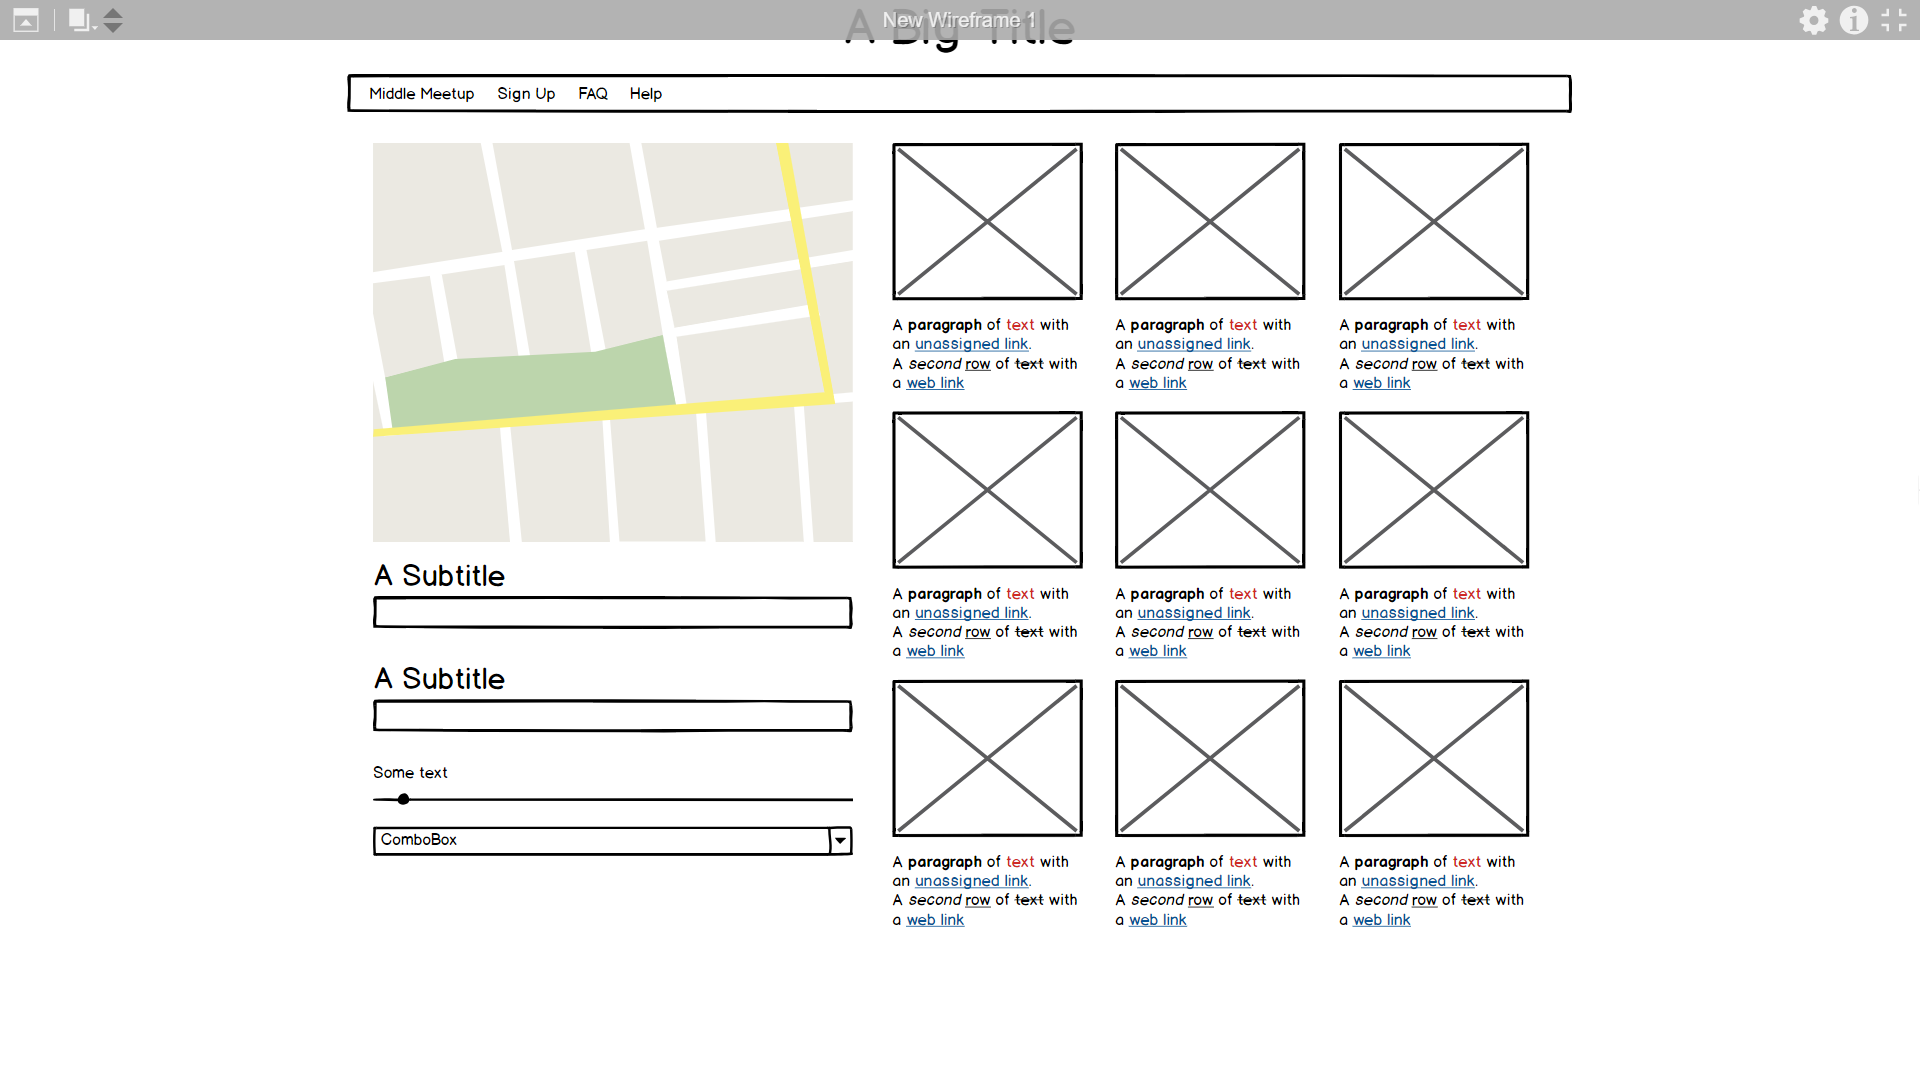 New Wireframe 1
A Big Title
Middle Meetup Sign Up FAQ Help
A Subtitle
A Subtitle
Some text
ComboBox
A paragraph of text with
an unassigned link.
A second row of text with
a web link
A paragraph of text with
an unassigned link.
A second row of text with
a web link
A paragraph of text with
an unassigned link.
A second row of text with
a web link
A paragraph of text with
an unassigned link.
A second row of text with
a web link
A paragraph of text with
an unassigned link.
A second row of text with
a web link
A paragraph of text with
an unassigned link.
A second row of text with
a web link
A paragraph of text with
an unassigned link.
A second row of text with
a web link
A paragraph of text with
an unassigned link.
A second row of text with
a web link
A paragraph of text with
an unassigned link.
A second row of text with
a web link